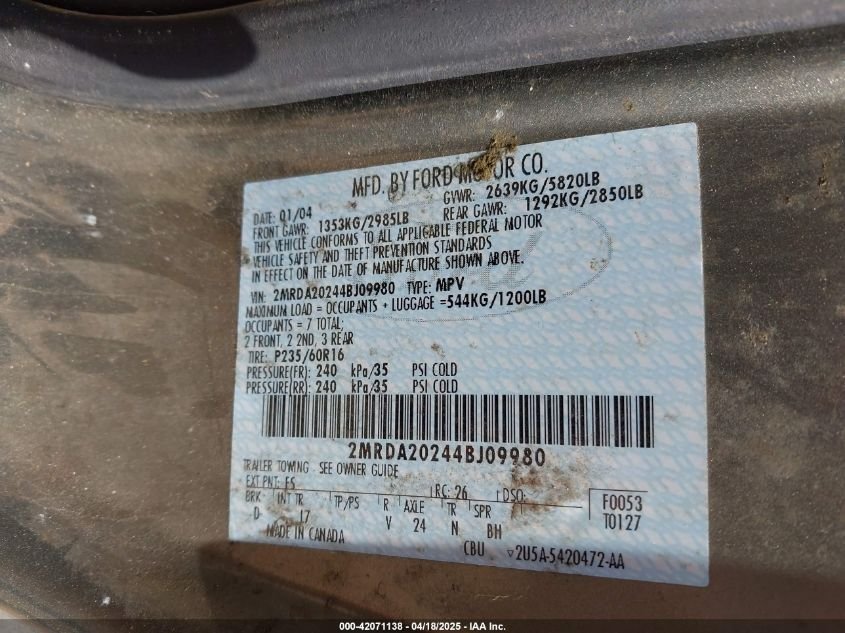 MFD. BY FORD MOTOR CO.
DATE: 01/04 GVWR: 2639KG/5820LB
FRONT GAWR: 1353KG/2985LB REAR GAWR: 1292KG/2850LB
THIS VEHICLE CONFORMS TO ALL APPLICABLE FEDERAL MOTOR
VEHICLE SAFETY AND THEFT PREVENTION STANDARDS
IN EFFECT ON THE DATE OF MANUFACTURE SHOWN ABOVE.
VIN: 2MRDA20244BJ09980 TYPE: MPV
MAXIMUM LOAD = OCCUPANTS + LUGGAGE =544KG/1200LB
OCCUPANTS = 7 TOTAL;
2 FRONT, 2 2ND, 3 REAR
TIRE: P235/60R16
PRESSURE(FR): 240 kPa/35 PSI COLD
PRESSURE(RR): 240 kPa/35 PSI COLD
2MRDA20244BJ09980
TRAILER TOWING - SEE OWNER GUIDE
EXT PNT: FS RC: 26 DSO:
BRK INT TR TP/PS R AXLE TR SPR
D 17 V 24 N BH
F0053
T0127
MADE IN CANADA
CBU ▽2U5A-5420472-AA
000-42071138 - 04/18/2025 - IAA Inc.